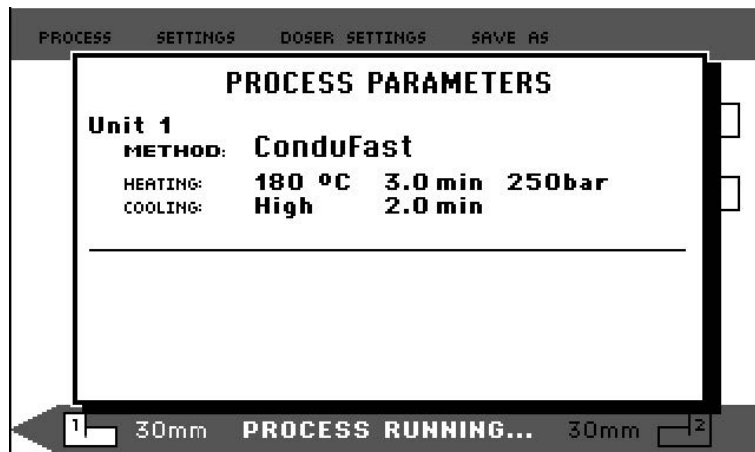 PROCESS SETTINGS DOSER SETTINGS SAVE AS
PROCESS PARAMETERS
Unit 1
METHOD: ConduFast
HEATING: 180 ºC 3.0 min 250bar
COOLING: High 2.0 min
1 30mm PROCESS RUNNING... 30mm 2